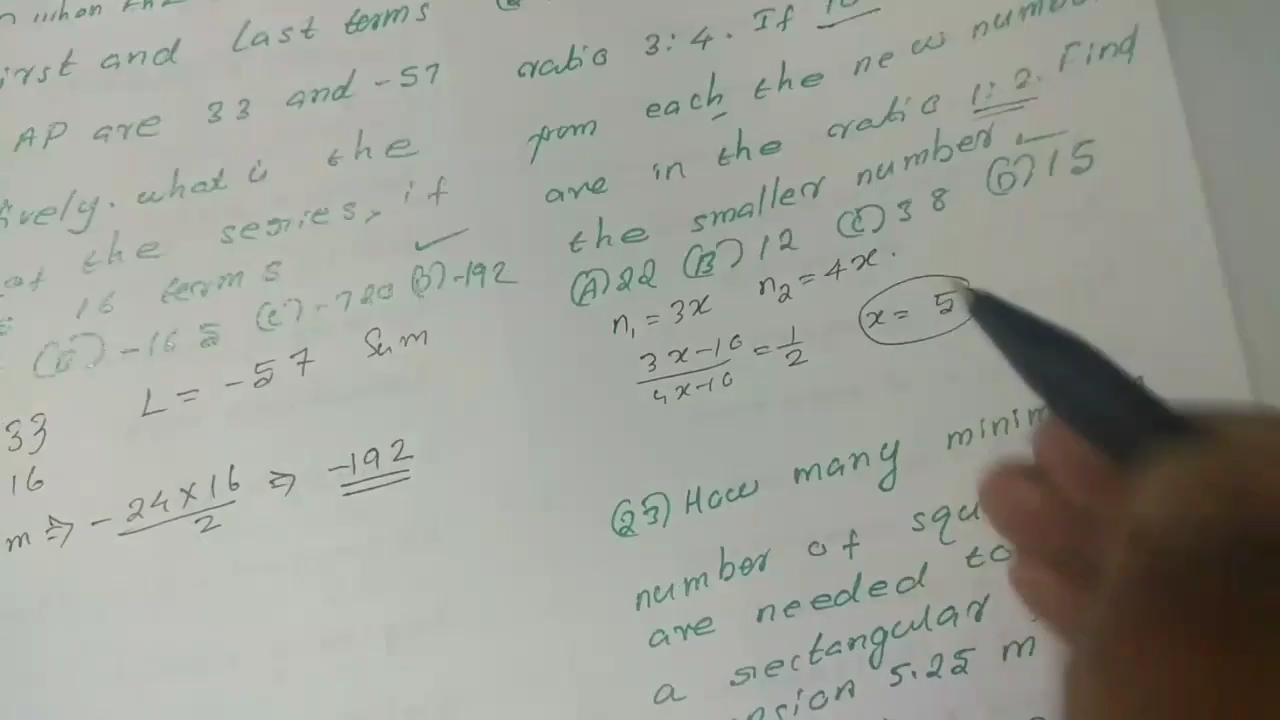 first and last terms
AP are 33 and -57
tively. what is the
of the series, if
16 terms
-165 (C) -720 (D) -192
L = -57 Sum
33
16
m ⇒ -24×16/2 ⇒ -192
ratio 3:4. If 10
from each the new
are in the ratio 1:2. Find
the smaller number
(A) 22 (B) 12 (C) 38 (D) 15
n₁ = 3x n₂ = 4x.
3x-10/4x-10 = 1/2
x = 5
Q3) How many
number of
are needed to
a rectangular
5.25 m